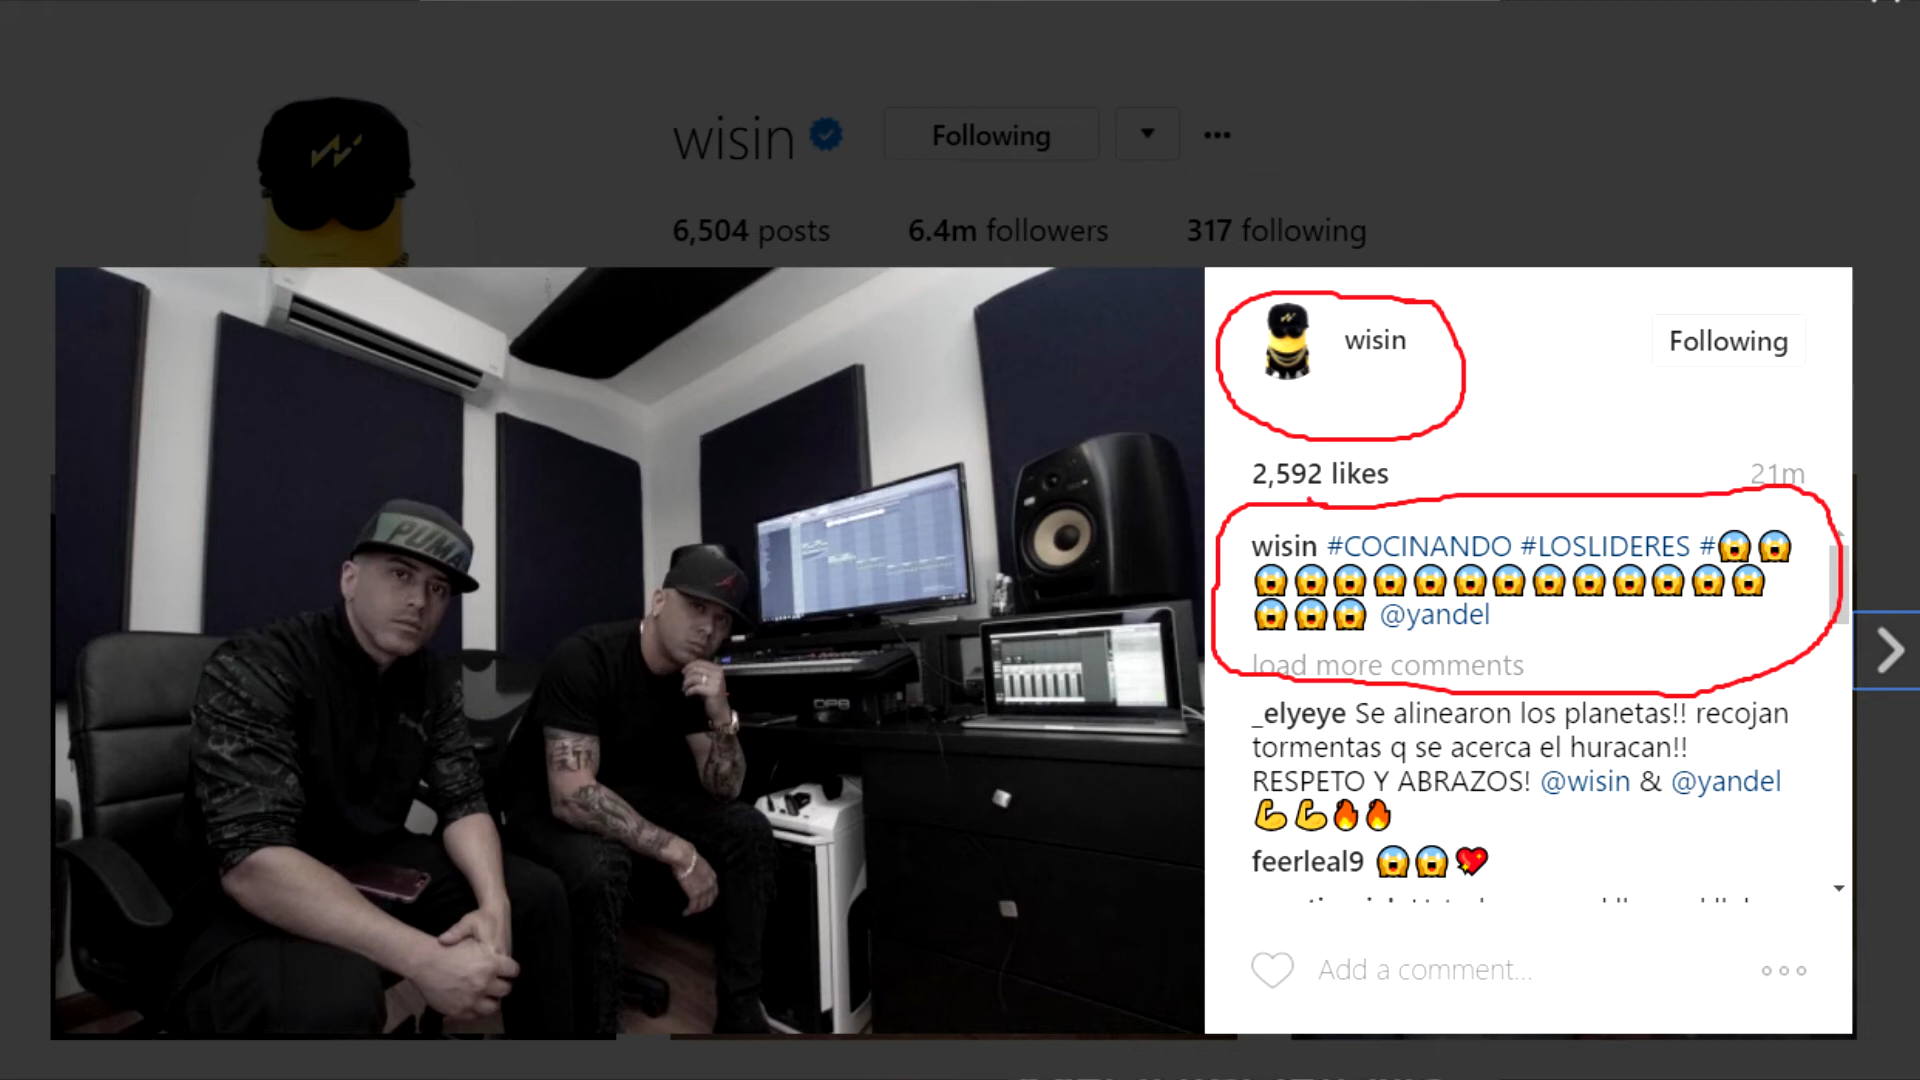 wisin
Following
6,504 posts 6.4m followers 317 following
wisin
Following
2,592 likes 21m
wisin #COCINANDO #LOSLIDERES #😱😱
😱😱😱😱😱😱😱😱😱😱😱😱😱
😱😱😱 @yandel
load more comments
_elyeye Se alinearon los planetas!! recojan
tormentas q se acerca el huracan!!
RESPETO Y ABRAZOS! @wisin & @yandel
💪💪🔥🔥
feerleal9 😱😱💖
Add a comment...
PUMA